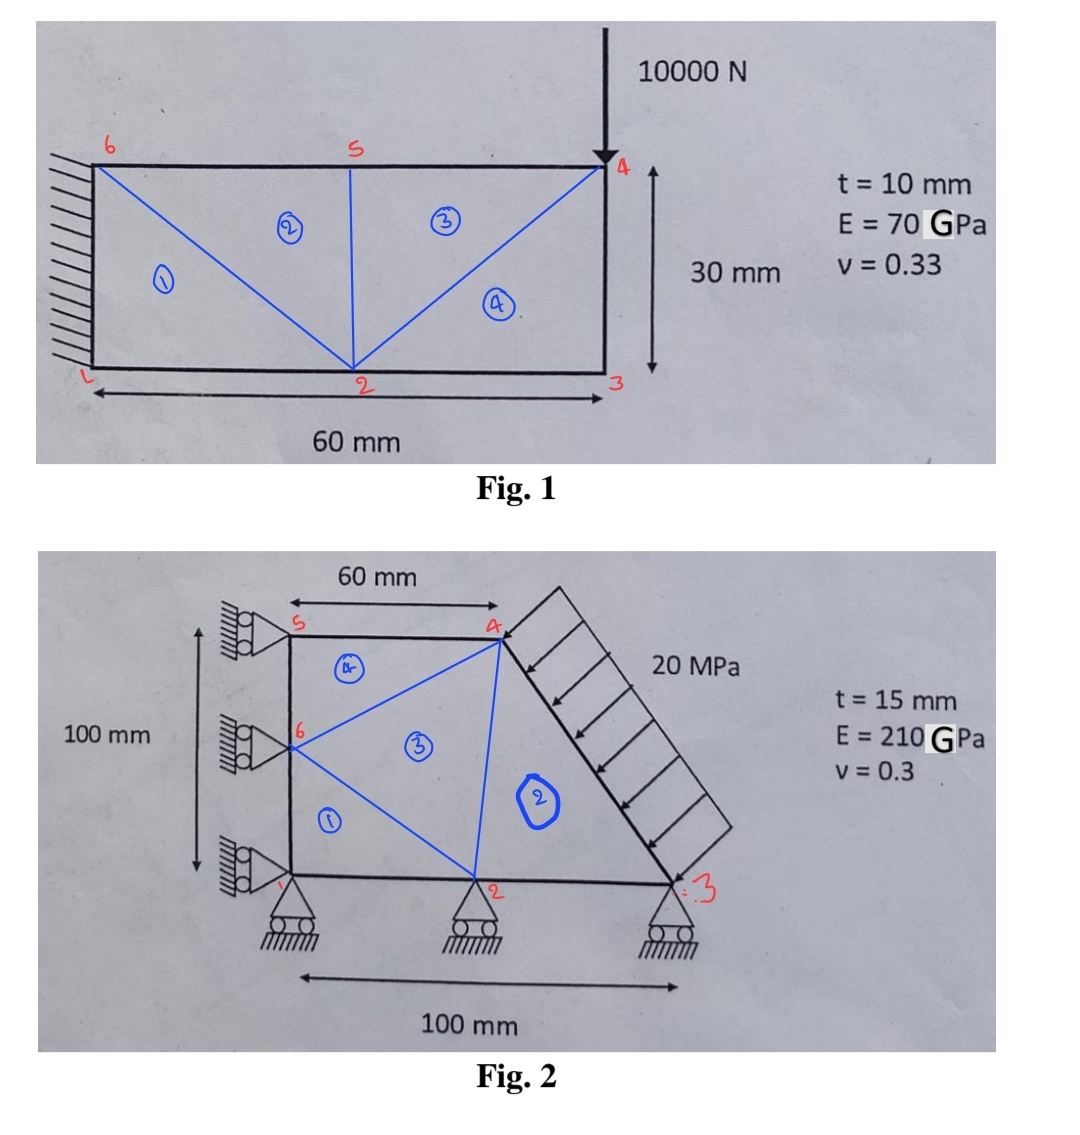 10000 N
6
5
4
t = 10 mm
E = 70 GPa
v = 0.33
2
3
1
4
30 mm
1
2
3
60 mm
Fig. 1
60 mm
5
4
4
20 MPa
t = 15 mm
E = 210 GPa
v = 0.3
100 mm
6
3
2
1
1
2
3
100 mm
Fig. 2